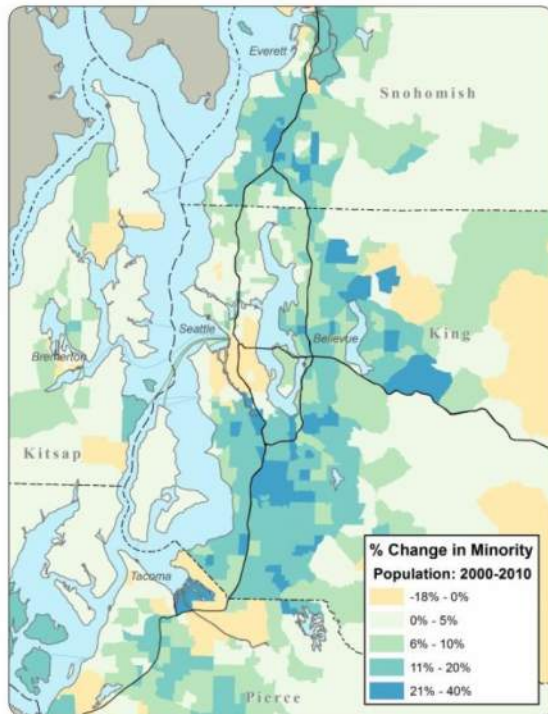 Everett
Snohomish
Seattle
Bellevue
King
Bremerton
Kitsap
Tacoma
Pierce
% Change in Minority
Population: 2000-2010
-18% - 0%
0% - 5%
6% - 10%
11% - 20%
21% - 40%